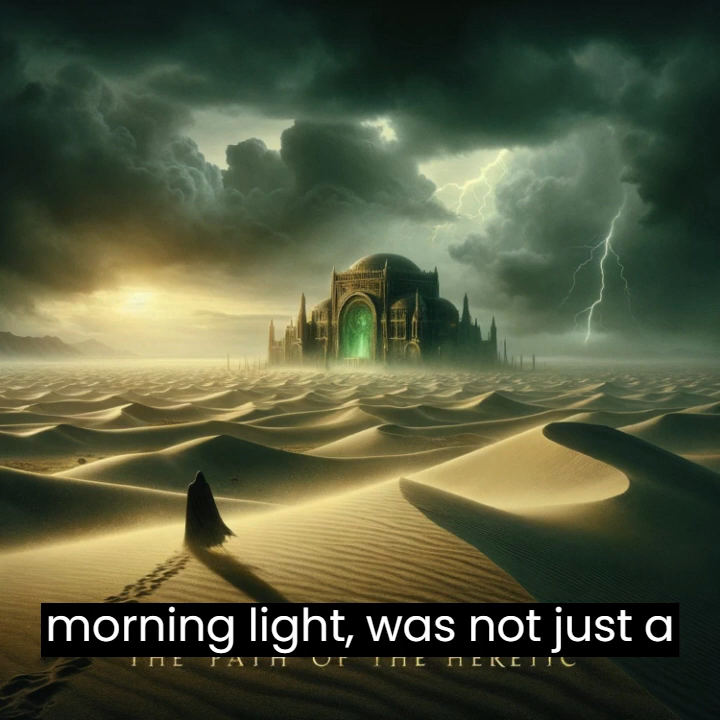 morning light, was not just a
THE PATH OF THE HERETIC